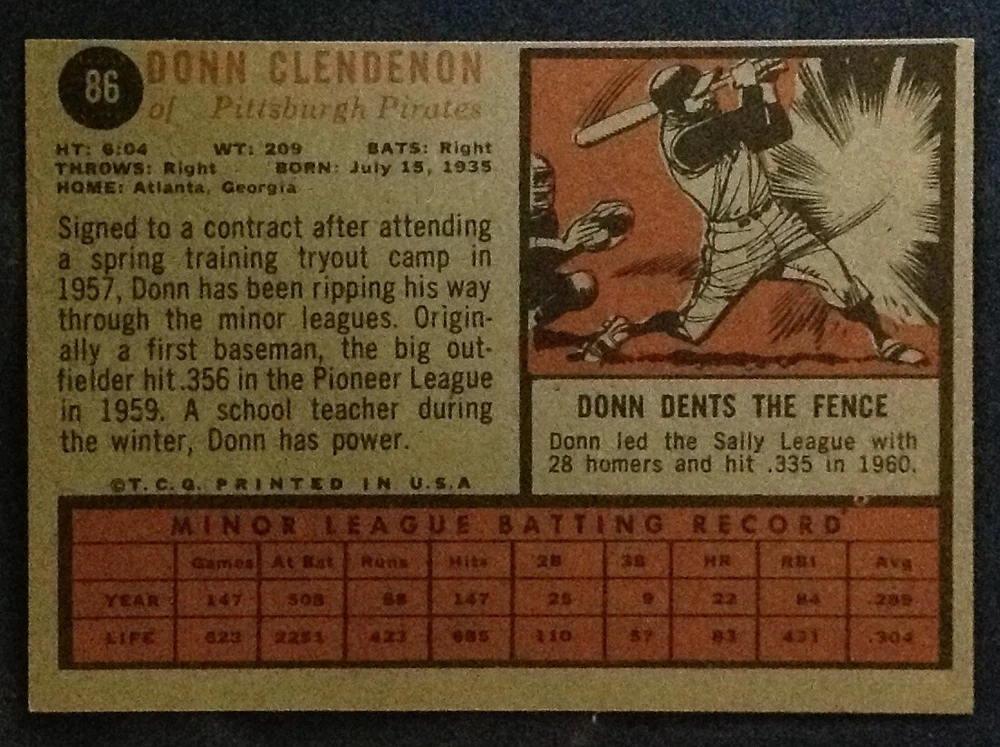 86
DONN CLENDENON
of Pittsburgh Pirates
HT: 6:04 WT: 209 BATS: Right
THROWS: Right BORN: July 15, 1935
HOME: Atlanta, Georgia
Signed to a contract after attending
a spring training tryout camp in
1957, Donn has been ripping his way
through the minor leagues. Origin-
ally a first baseman, the big out-
fielder hit .356 in the Pioneer League
in 1959. A school teacher during
the winter, Donn has power.
©T.C.G. PRINTED IN U.S.A
DONN DENTS THE FENCE
Donn led the Sally League with
28 homers and hit .335 in 1960.
MINOR LEAGUE BATTING RECORD
Games At Bat Runs Hits 2B 3B HR RBI Avg
YEAR 147 508 88 147 25 9 22 84 .289
LIFE 623 2251 423 685 110 57 83 431 .304